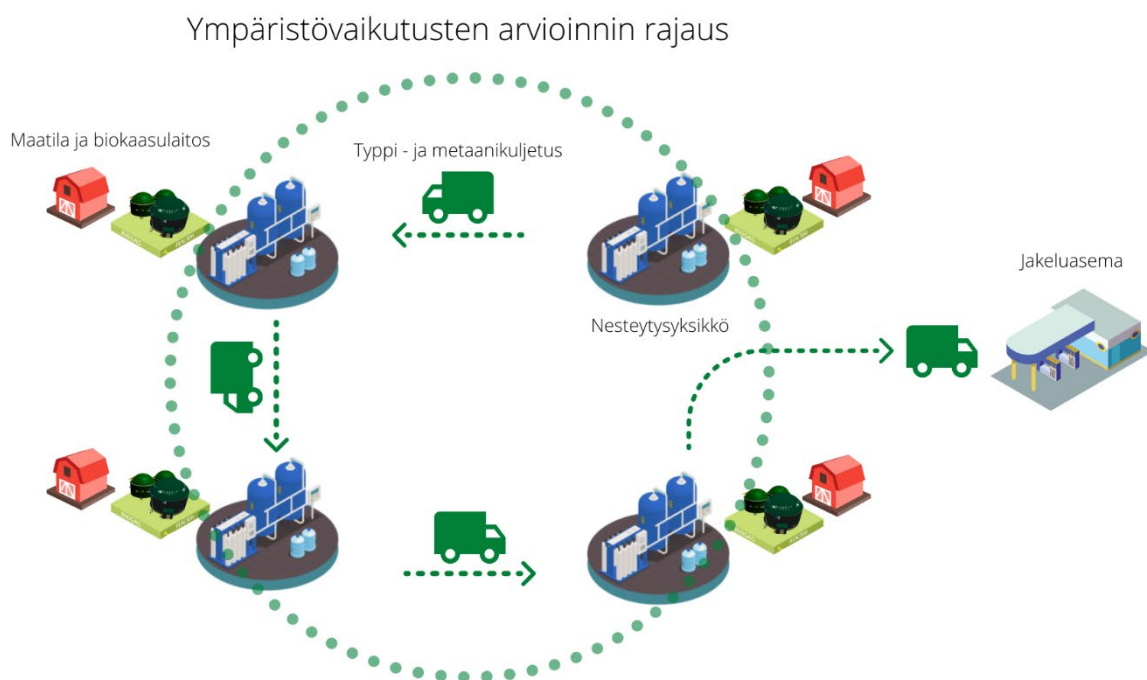 Ympäristövaikutusten arvioinnin rajaus
Maatila ja biokaasulaitos
Typpi - ja metaanikuljetus
Nesteytysyksikkö
Jakeluasema